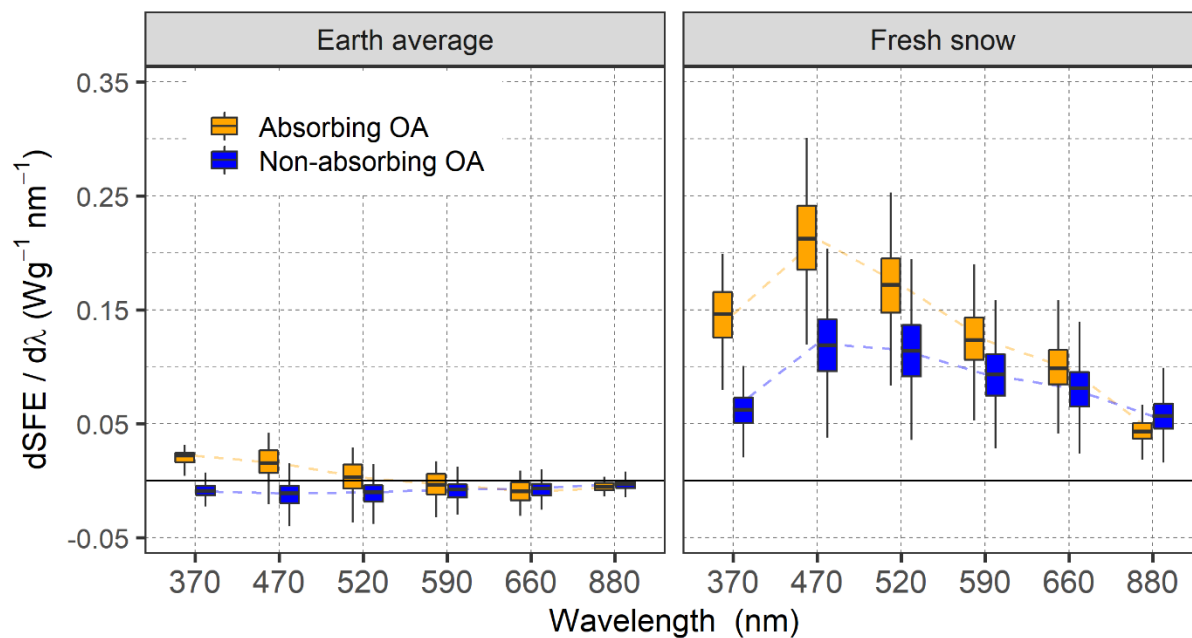 Earth average
Fresh snow
0.35
0.25
0.15
0.05
-0.05
dSFE / dλ (Wg⁻¹ nm⁻¹)
Absorbing OA
Non-absorbing OA
370 470 520 590 660 880
370 470 520 590 660 880
Wavelength (nm)